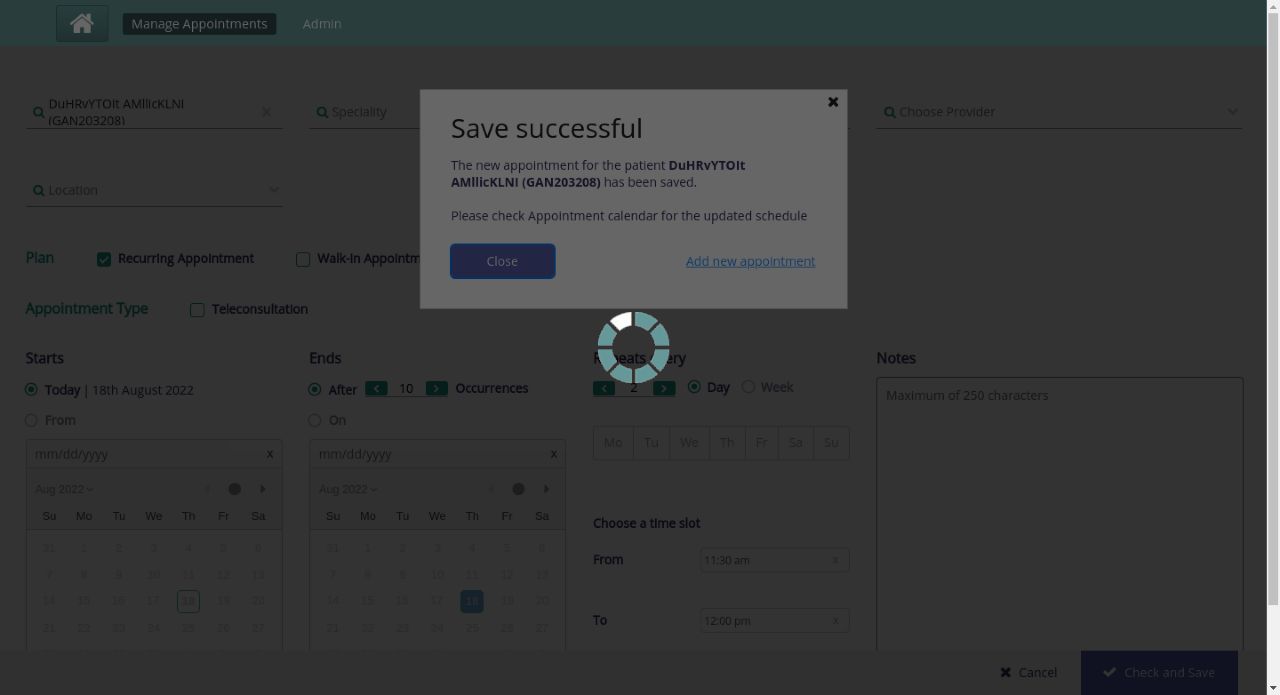 Manage Appointments
Admin
DuHRvYTOIt AMllicKLNI
(GAN203208)
Speciality
Choose Provider
Location
Save successful
The new appointment for the patient DuHRvYTOIt
AMllicKLNI (GAN203208) has been saved.
Please check Appointment calendar for the updated schedule
Close
Add new appointment
Plan
Recurring Appointment
Walk-In Appointm
Appointment Type
Teleconsultation
Starts
Today | 18th August 2022
From
mm/dd/yyyy x
Aug 2022
Su Mo Tu We Th Fr Sa
31 1 2 3 4 5 6
7 8 9 10 11 12 13
14 15 16 17 18 19 20
21 22 23 24 25 26 27
Ends
After < 10 > Occurrences
On
mm/dd/yyyy x
Aug 2022
Su Mo Tu We Th Fr Sa
31 1 2 3 4 5 6
7 8 9 10 11 12 13
14 15 16 17 18 19 20
21 22 23 24 25 26 27
< 2 > Day Week
Mo Tu We Th Fr Sa Su
Choose a time slot
From 11:30 am x
To 12:00 pm x
Notes
Maximum of 250 characters
Cancel
Check and Save